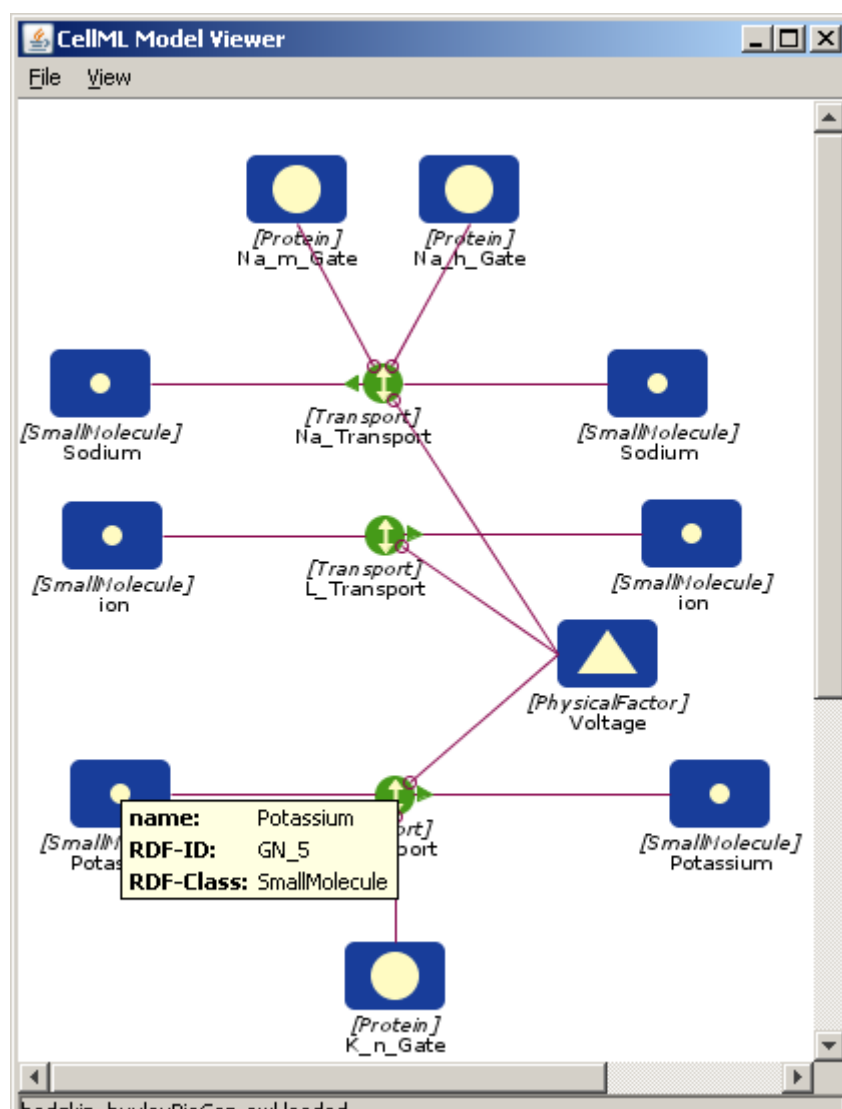 CellML Model Viewer
File View
[Protein] [Protein]
Na_m_Gate Na_h_Gate
[Transport]
Na_Transport
[SmallMolecule] [SmallMolecule]
Sodium Sodium
[Transport]
L_Transport
[SmallMolecule] [SmallMolecule]
ion ion
[PhysicalFactor]
Voltage
name: Potassium
RDF-ID: GN_5
RDF-Class: SmallMolecule
[SmallMolecule]
Potassium
[Protein]
K_n_Gate